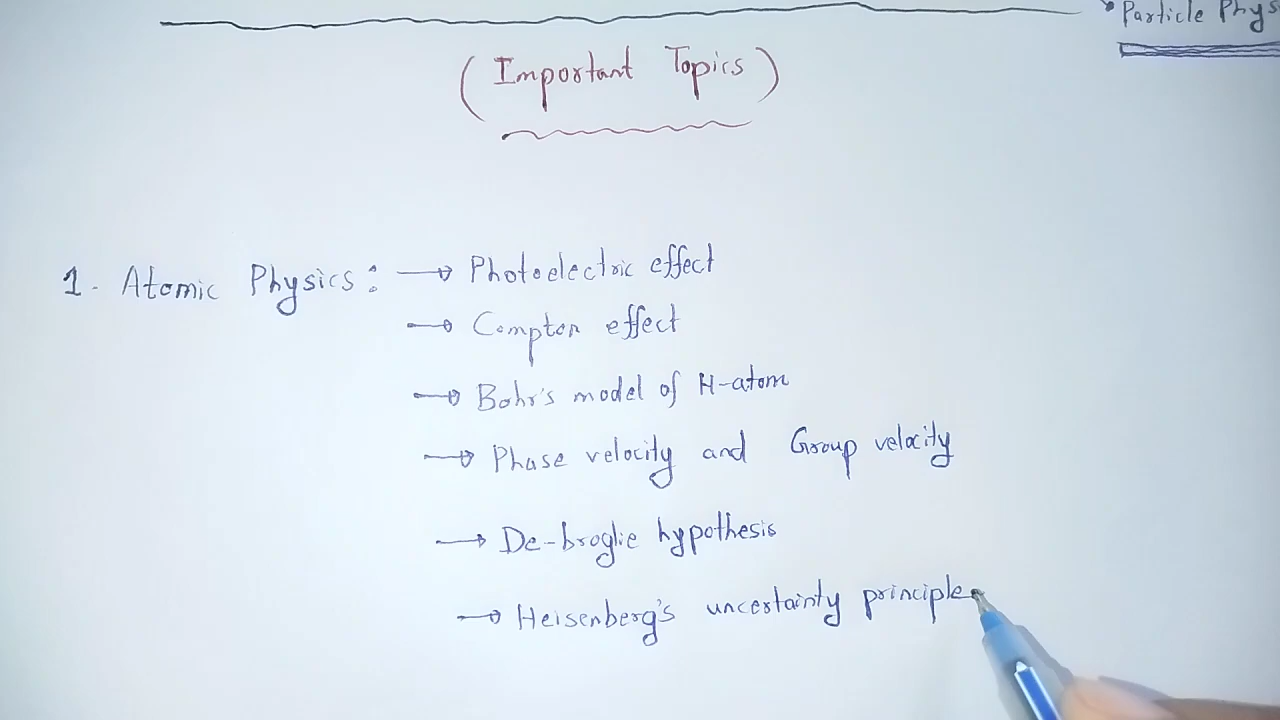 • Particle Phys
(Important Topics)
1. Atomic Physics: → Photoelectric effect
→ Compton effect
→ Bohr's model of H-atom
→ Phase velocity and Group velocity
→ De-broglie hypothesis
→ Heisenberg's uncertainty principle